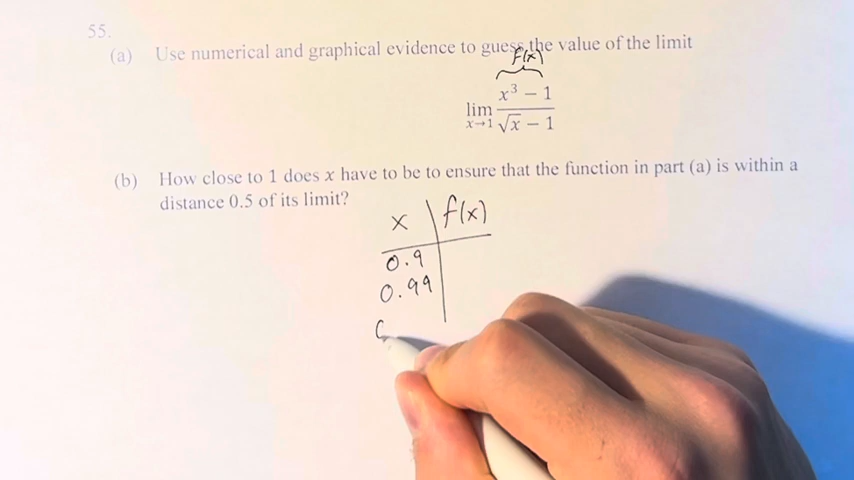 55.
(a) Use numerical and graphical evidence to guess the value of the limit
f(x)
lim x→1 (x³ − 1)/(√x − 1)
(b) How close to 1 does x have to be to ensure that the function in part (a) is within a
distance 0.5 of its limit?
x f(x)
0.9
0.99
0